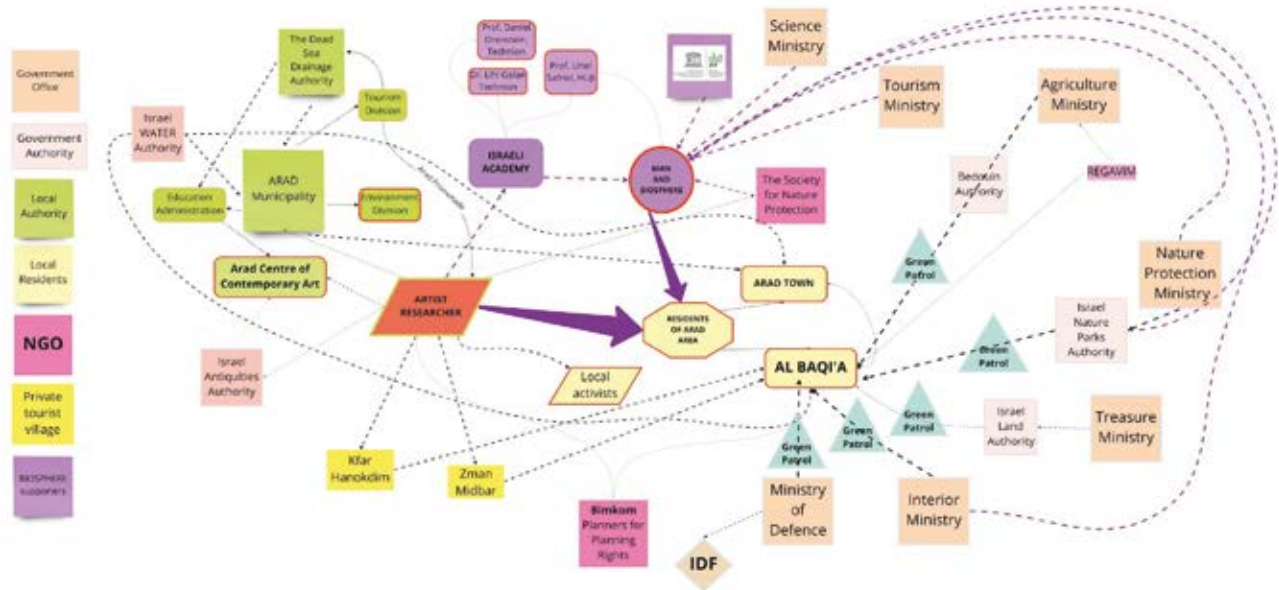 Government
Office
Government
Authority
Local
Authority
Local
Residents
NGO
Private
tourist
village
BIOSPHERE
supporters
The Dead
Sea
Drainage
Authority
Tourism
Division
Israel
WATER
Authority
ARAD
Municipality
Education
Administration
Environment
Division
Arad Centre of
Contemporary Art
Israel
Antiquities
Authority
Prof. Daniel
Orenstein,
Technion
Technion
Prof.
ISRAELI
ACADEMY
MAN
AND
BIOSPHERE
Science
Ministry
Tourism
Ministry
Agriculture
Ministry
REGAVIM
Bedouin
Authority
The Society
for Nature
Protection
Green
Patrol
Nature
Protection
Ministry
Israel
Nature
Parks
Authority
Green
Patrol
ARAD TOWN
ARTIST
RESEARCHER
RESIDENTS
OF ARAD
AREA
AL BAQI'A
Local
activists
Green
Patrol
Israel
Land
Authority
Treasure
Ministry
Green
Patrol
Green
Patrol
Kfar
Hanokdim
Zman
Midbar
Bimkom
Planners for
Planning
Rights
Ministry
of
Defence
Interior
Ministry
IDF